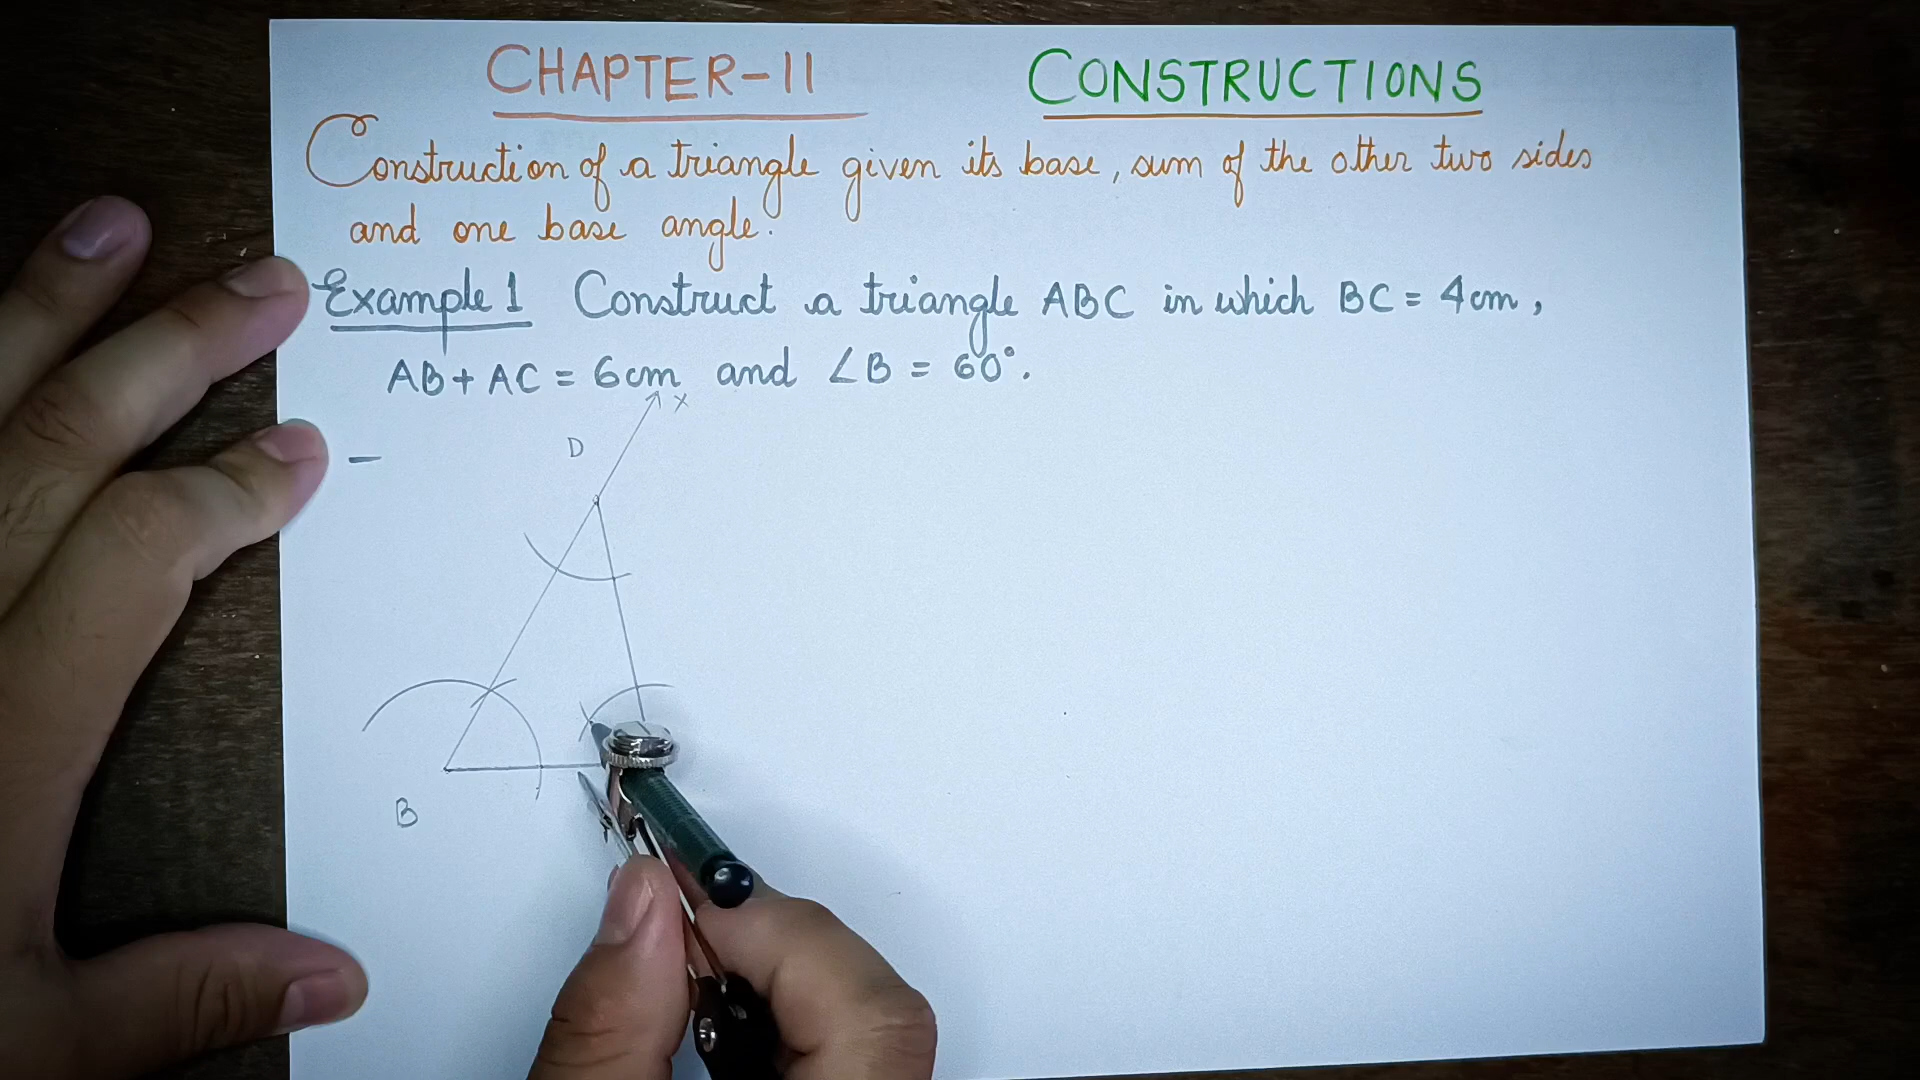 CHAPTER-11 CONSTRUCTIONS
Construction of a triangle given its base, sum of the other two sides
and one base angle.
Example 1 Construct a triangle ABC in which BC = 4cm,
AB + AC = 6cm and ∠B = 60°.
X
D
B